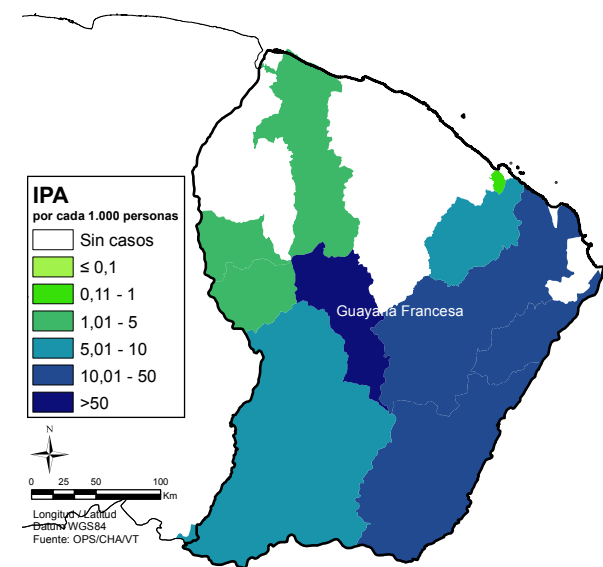 IPA
por cada 1.000 personas
Sin casos
≤ 0,1
0,11 - 1
1,01 - 5
5,01 - 10
10,01 - 50
>50
Guayana Francesa
N
0 25 50 100
Km
Longitud / Latitud
Datum WGS84
Fuente: OPS/CHA/VT